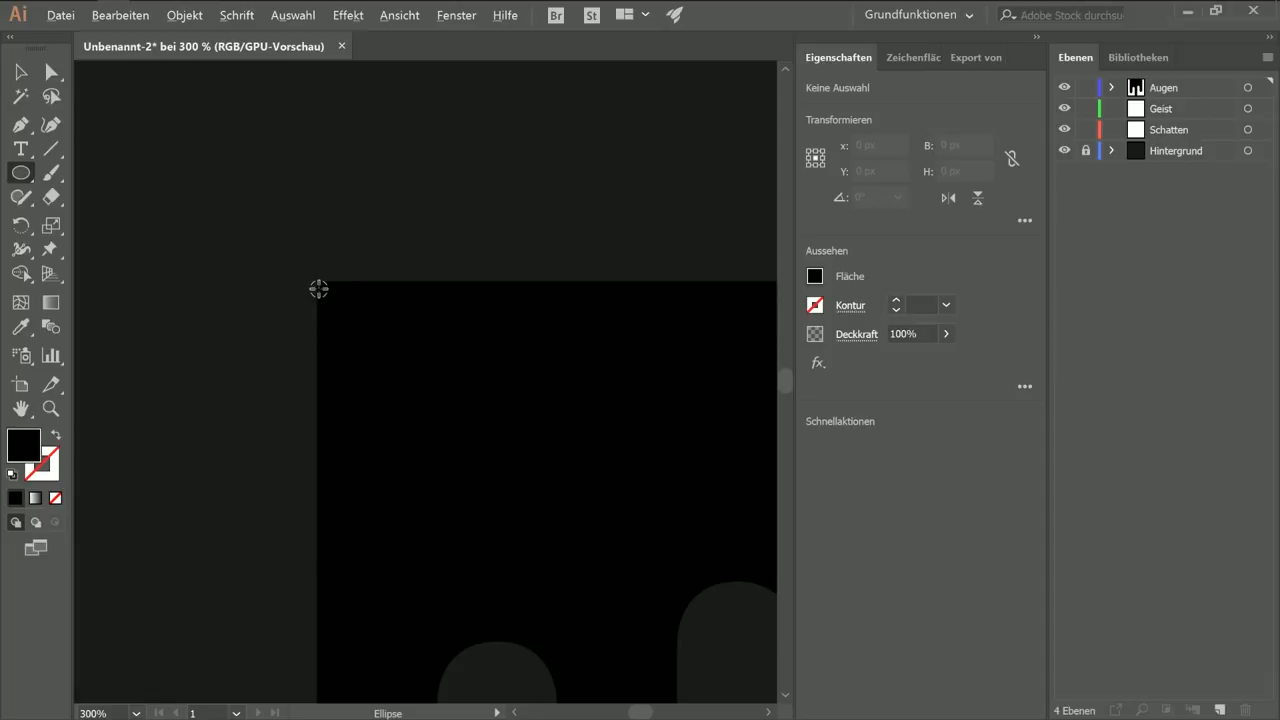 Ai Datei Bearbeiten Objekt Schrift Auswahl Effekt Ansicht Fenster Hilfe Br St Grundfunktionen Adobe Stock durchsu
Unbenannt-2* bei 300 % (RGB/GPU-Vorschau) ×
Eigenschaften Zeichenfläc Export von
Keine Auswahl
Transformieren
x: 0 px B: 0 px
Y: 0 px H: 0 px
0°
Aussehen
Fläche
Kontur
Deckkraft 100%
fx.
Schnellaktionen
Ebenen Bibliotheken
Augen
Geist
Schatten
Hintergrund
4 Ebenen
300% 1 Ellipse